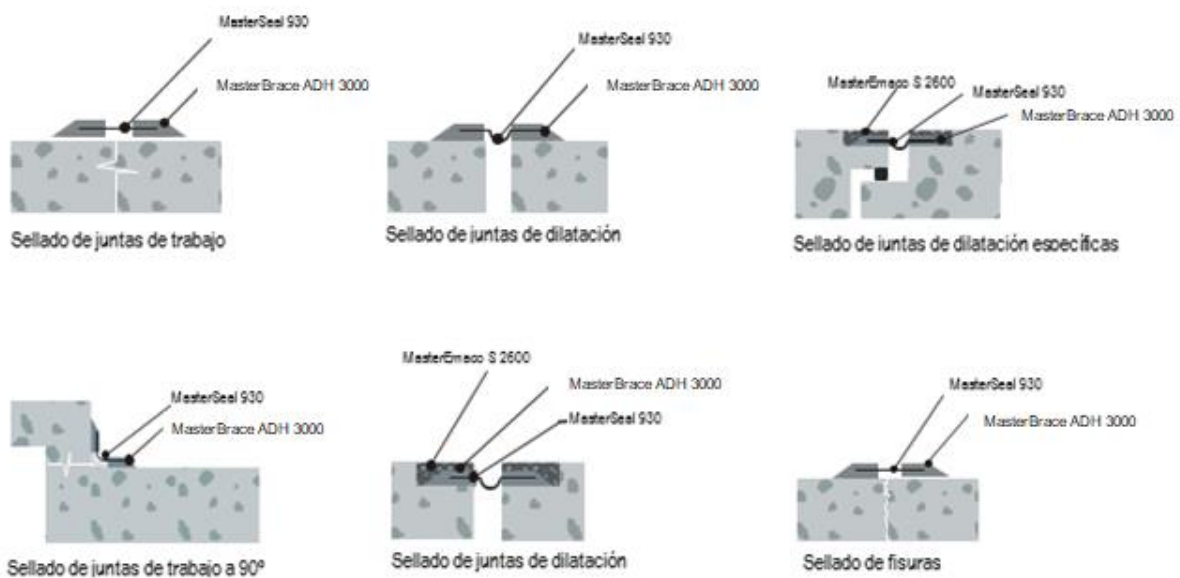 MasterSeal 930
MasterBrace ADH 3000
Sellado de juntas de trabajo
MasterSeal 930
MasterBrace ADH 3000
Sellado de juntas de dilatación
MasterEmaco S 2600
MasterSeal 930
MasterBrace ADH 3000
Sellado de juntas de dilatación específicas
MasterSeal 930
MasterBrace ADH 3000
Sellado de juntas de trabajo a 90º
MasterEmaco S 2600
MasterBrace ADH 3000
MasterSeal 930
Sellado de juntas de dilatación
MasterSeal 930
MasterBrace ADH 3000
Sellado de fisuras